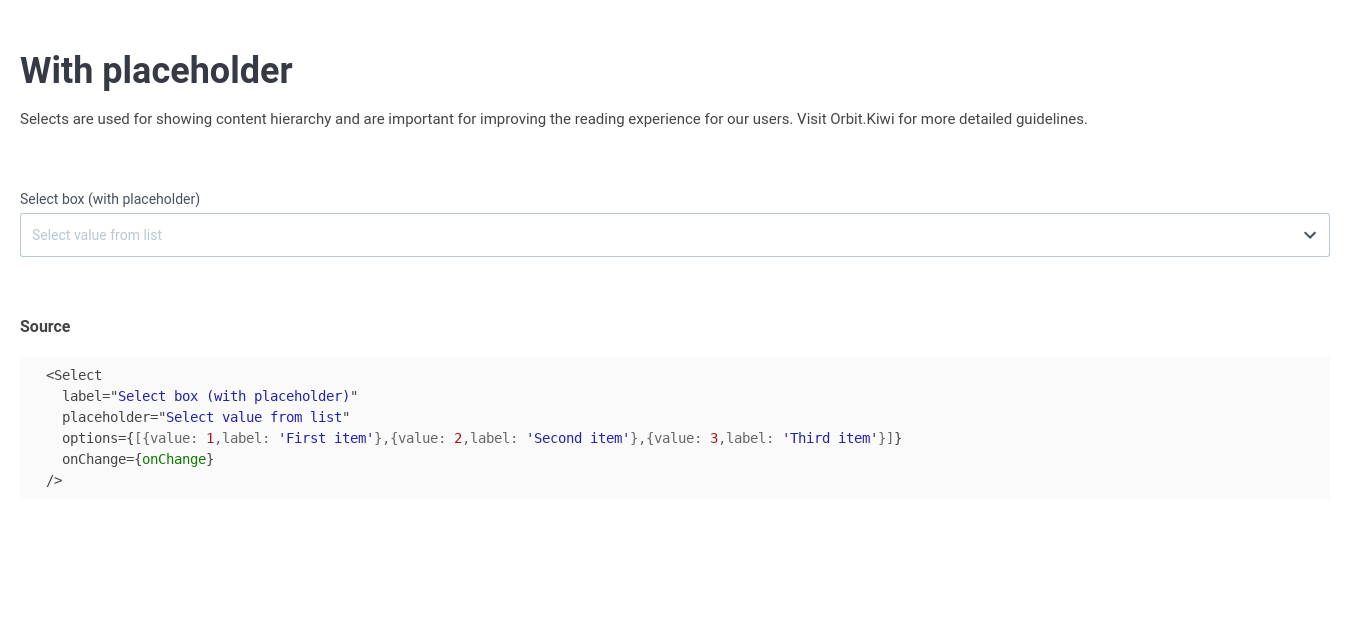 With placeholder
Selects are used for showing content hierarchy and are important for improving the reading experience for our users. Visit Orbit.Kiwi for more detailed guidelines.
Select box (with placeholder)
Select value from list
Source
<Select
label="Select box (with placeholder)"
placeholder="Select value from list"
options={[{value: 1,label: 'First item'},{value: 2,label: 'Second item'},{value: 3,label: 'Third item'}]}
onChange={onChange}
/>